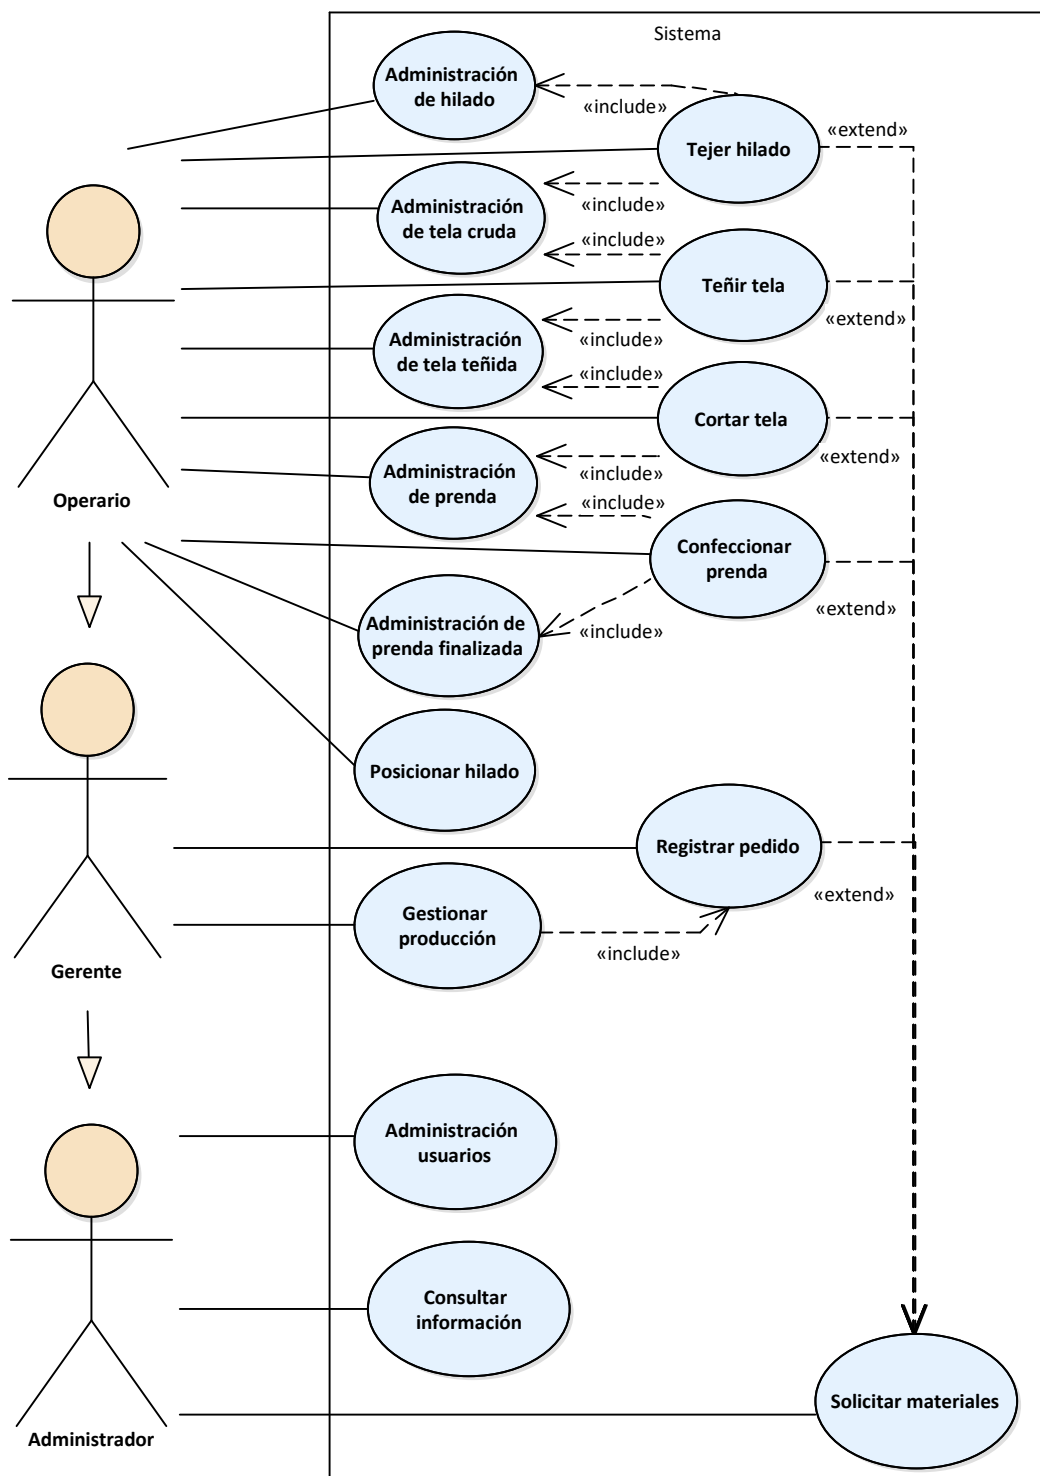 Sistema
Administración
de hilado
«include»
«extend»
Tejer hilado
Administración
de tela cruda
«include»
«include»
Teñir tela
«extend»
Administración
de tela teñida
«include»
«include»
Cortar tela
«extend»
Administración
de prenda
«include»
«include»
Operario
Confeccionar
prenda
«extend»
Administración de
prenda finalizada
«include»
Posicionar hilado
Registrar pedido
«extend»
Gestionar
producción
«include»
Gerente
Administración
usuarios
Consultar
información
Solicitar materiales
Administrador